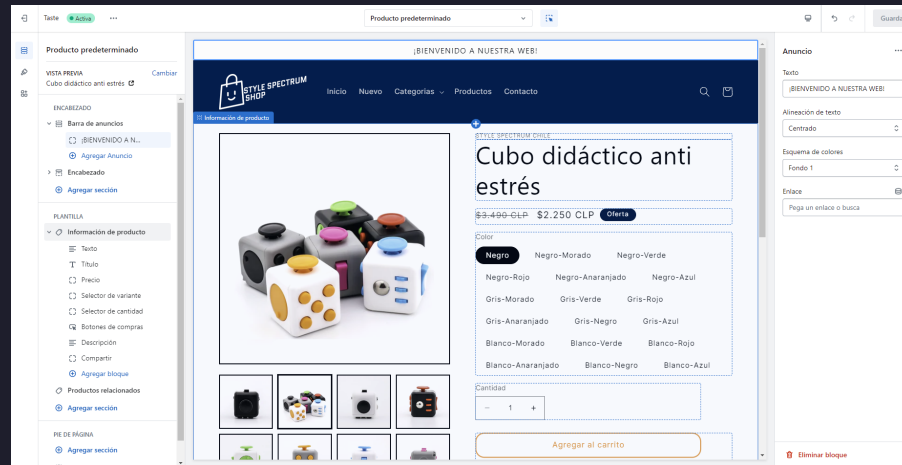 Taste
Activa
Producto predeterminado
Guarda
Producto predeterminado
VISTA PREVIA
Cambiar
Cubo didáctico anti estrés
ENCABEZADO
Barra de anuncios
¡BIENVENIDO A N...
Agregar Anuncio
Encabezado
Agregar sección
PLANTILLA
Información de producto
Texto
Título
Precio
Selector de variante
Selector de cantidad
Botones de compras
Descripción
Compartir
Agregar bloque
Productos relacionados
Agregar sección
PIE DE PÁGINA
Agregar sección
¡BIENVENIDO A NUESTRA WEB!
STYLE SPECTRUM
SHOP
Inicio Nuevo Categorías Productos Contacto
Información de producto
STYLE SPECTRUM CHILE
Cubo didáctico anti
estrés
$3.490 CLP $2.250 CLP Oferta
Color
Negro Negro-Morado Negro-Verde
Negro-Rojo Negro-Anaranjado Negro-Azul
Gris-Morado Gris-Verde Gris-Rojo
Gris-Anaranjado Gris-Negro Gris-Azul
Blanco-Morado Blanco-Verde Blanco-Rojo
Blanco-Anaranjado Blanco-Negro Blanco-Azul
Cantidad
− 1 +
Agregar al carrito
Anuncio
Texto
¡BIENVENIDO A NUESTRA WEB!
Alineación de texto
Centrado
Esquema de colores
Fondo 1
Enlace
Pega un enlace o busca
Eliminar bloque